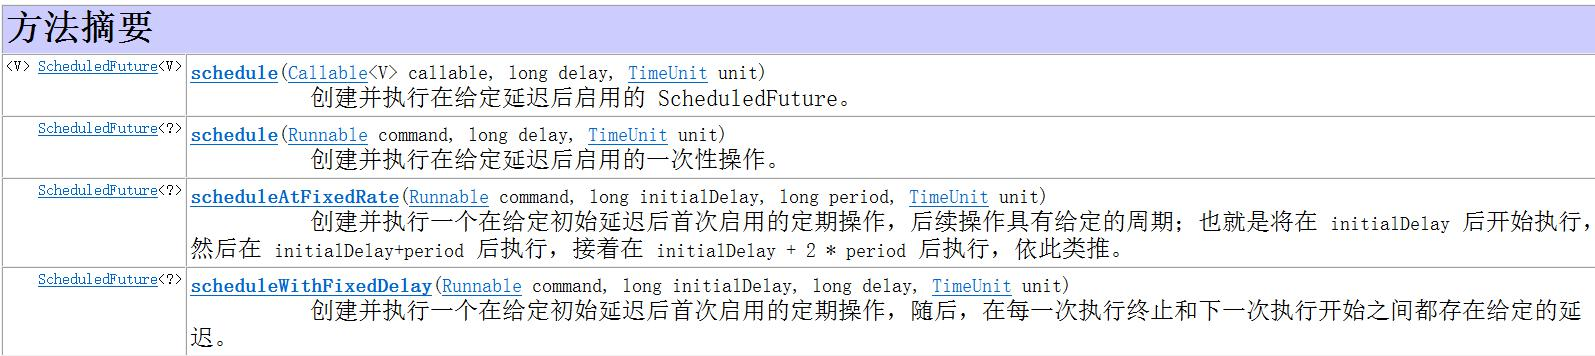 方法摘要
<V> ScheduledFuture<V>
schedule(Callable<V> callable, long delay, TimeUnit unit)
创建并执行在给定延迟后启用的 ScheduledFuture。
ScheduledFuture<?>
schedule(Runnable command, long delay, TimeUnit unit)
创建并执行在给定延迟后启用的一次性操作。
ScheduledFuture<?>
scheduleAtFixedRate(Runnable command, long initialDelay, long period, TimeUnit unit)
创建并执行一个在给定初始延迟后首次启用的定期操作，后续操作具有给定的周期；也就是将在 initialDelay 后开始执行，
然后在 initialDelay+period 后执行，接着在 initialDelay + 2 * period 后执行，依此类推。
ScheduledFuture<?>
scheduleWithFixedDelay(Runnable command, long initialDelay, long delay, TimeUnit unit)
创建并执行一个在给定初始延迟后首次启用的定期操作，随后，在每一次执行终止和下一次执行开始之间都存在给定的延
迟。